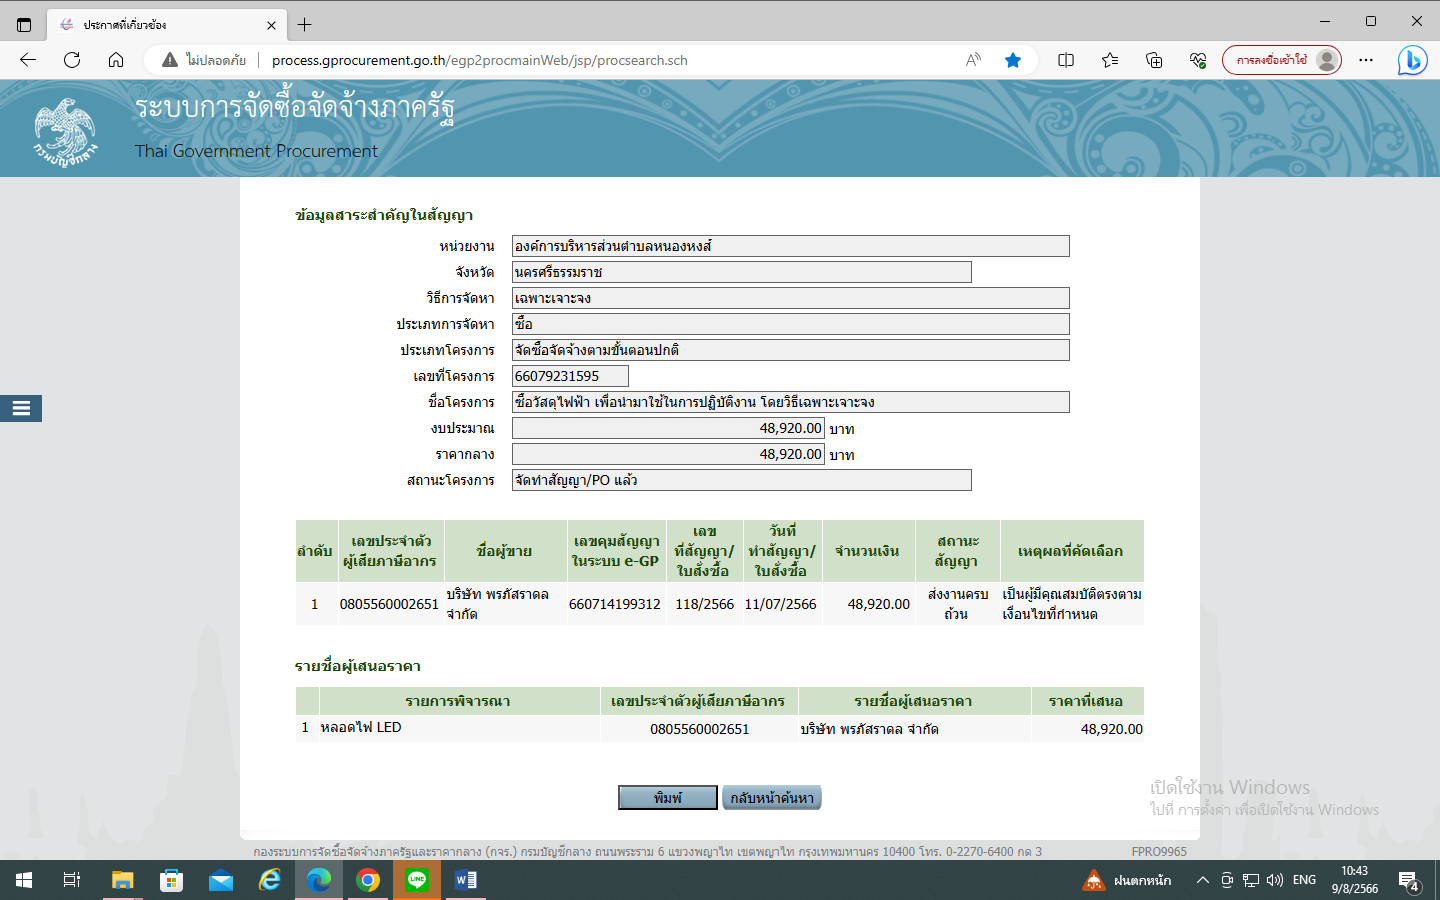 ประกาศที่เกี่ยวข้อง
ไม่ปลอดภัย process.gprocurement.go.th/egp2procmainWeb/jsp/procsearch.sch การลงชื่อเข้าใช้
ระบบการจัดซื้อจัดจ้างภาครัฐ
Thai Government Procurement
กรมบัญชีกลาง
ข้อมูลสาระสำคัญในสัญญา
หน่วยงาน องค์การบริหารส่วนตำบลหนองหงส์
จังหวัด นครศรีธรรมราช
วิธีการจัดหา เฉพาะเจาะจง
ประเภทการจัดหา ซื้อ
ประเภทโครงการ จัดซื้อจัดจ้างตามขั้นตอนปกติ
เลขที่โครงการ 66079231595
ชื่อโครงการ ซื้อวัสดุไฟฟ้า เพื่อนำมาใช้ในการปฏิบัติงาน โดยวิธีเฉพาะเจาะจง
งบประมาณ 48,920.00 บาท
ราคากลาง 48,920.00 บาท
สถานะโครงการ จัดทำสัญญา/PO แล้ว
ลำดับ เลขประจำตัวผู้เสียภาษีอากร ชื่อผู้ขาย เลขคุมสัญญาในระบบ e-GP เลขที่สัญญา/ใบสั่งซื้อ วันที่ทำสัญญา/ใบสั่งซื้อ จำนวนเงิน สถานะสัญญา เหตุผลที่คัดเลือก
1 0805560002651 บริษัท พรภัสราดล จำกัด 660714199312 118/2566 11/07/2566 48,920.00 ส่งงานครบถ้วน เป็นผู้มีคุณสมบัติตรงตามเงื่อนไขที่กำหนด
รายชื่อผู้เสนอราคา
รายการพิจารณา เลขประจำตัวผู้เสียภาษีอากร รายชื่อผู้เสนอราคา ราคาที่เสนอ
1 หลอดไฟ LED 0805560002651 บริษัท พรภัสราดล จำกัด 48,920.00
พิมพ์ กลับหน้าค้นหา
เปิดใช้งาน Windows
ไปที่ การตั้งค่า เพื่อเปิดใช้งาน Windows
กองระบบการจัดซื้อจัดจ้างภาครัฐและราคากลาง (กจร.) กรมบัญชีกลาง ถนนพระราม 6 แขวงพญาไท เขตพญาไท กรุงเทพมหานคร 10400 โทร. 0-2270-6400 กด 3 FPRO9965
LINE
ฝนตกหนัก ENG 10:43
9/8/2566 4